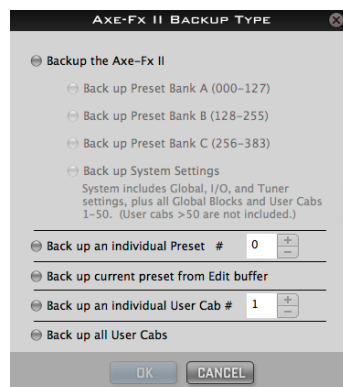 Axe-Fx II Backup Type
Backup the Axe-Fx II
Back up Preset Bank A (000-127)
Back up Preset Bank B (128-255)
Back up Preset Bank C (256-383)
Back up System Settings
System includes Global, I/O, and Tuner
settings, plus all Global Blocks and User Cabs
1-50. (User cabs >50 are not included.)
Back up an individual Preset # 0 + -
Back up current preset from Edit buffer
Back up an individual User Cab # 1 + -
Back up all User Cabs
OK CANCEL